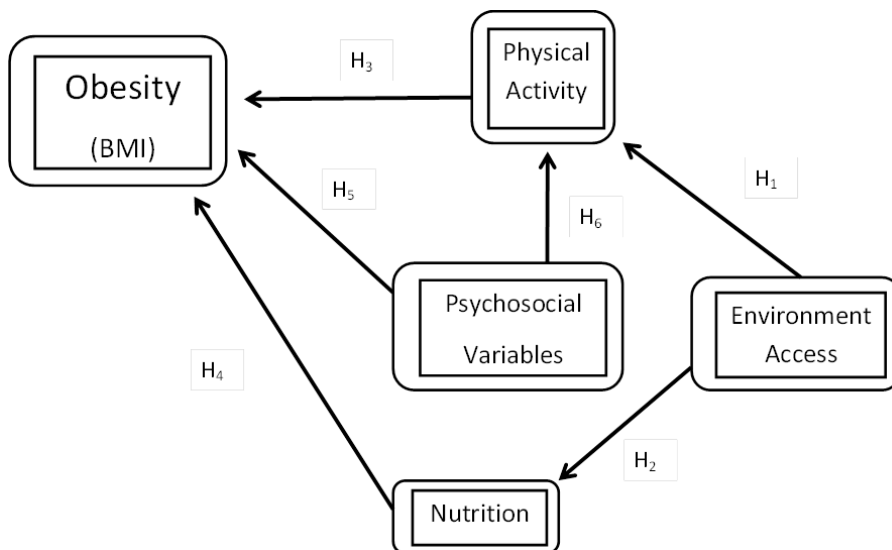 Physical
Activity
H₃
Obesity
(BMI)
H₁
H₅
H₆
Psychosocial
Variables
Environment
Access
H₄
H₂
Nutrition